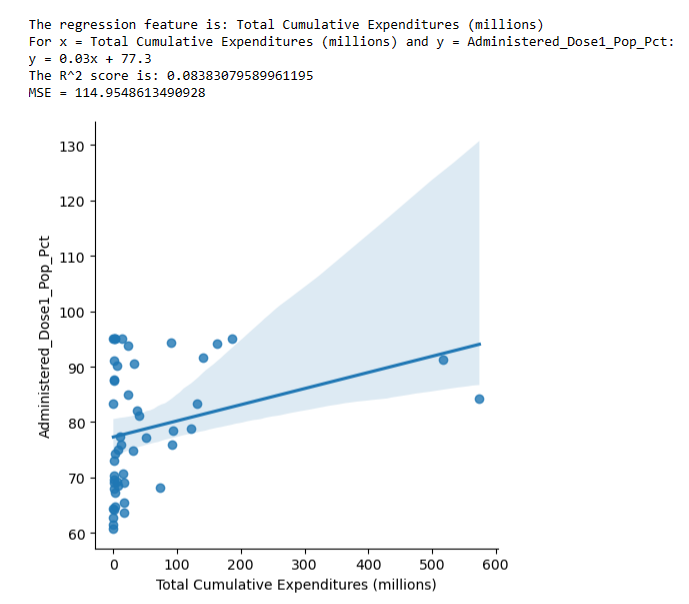 The regression feature is: Total Cumulative Expenditures (millions)
For x = Total Cumulative Expenditures (millions) and y = Administered_Dose1_Pop_Pct:
y = 0.03x + 77.3
The R^2 score is: 0.08383079589961195
MSE = 114.9548613490928
130
120
110
100
90
80
70
60
Administered_Dose1_Pop_Pct
0 100 200 300 400 500 600
Total Cumulative Expenditures (millions)